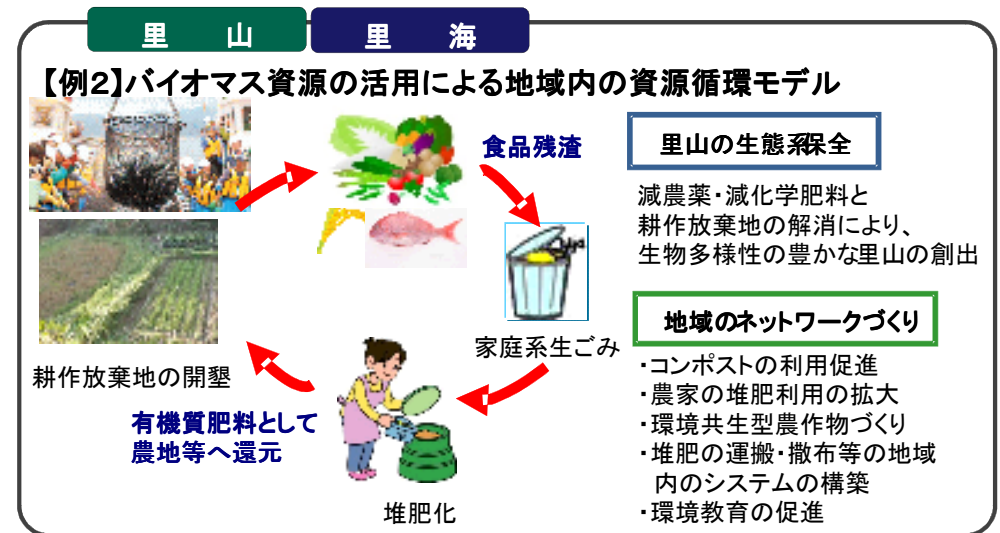 里 山
里 海
【例2】バイオマス資源の活用による地域内の資源循環モデル
食品残渣
家庭系生ごみ
堆肥化
有機質肥料として
農地等へ還元
耕作放棄地の開墾
里山の生態系保全
減農薬・減化学肥料と
耕作放棄地の解消により、
生物多様性の豊かな里山の創出
地域のネットワークづくり
・コンポストの利用促進
・農家の堆肥利用の拡大
・環境共生型農作物づくり
・堆肥の運搬・撒布等の地域
内のシステムの構築
・環境教育の促進